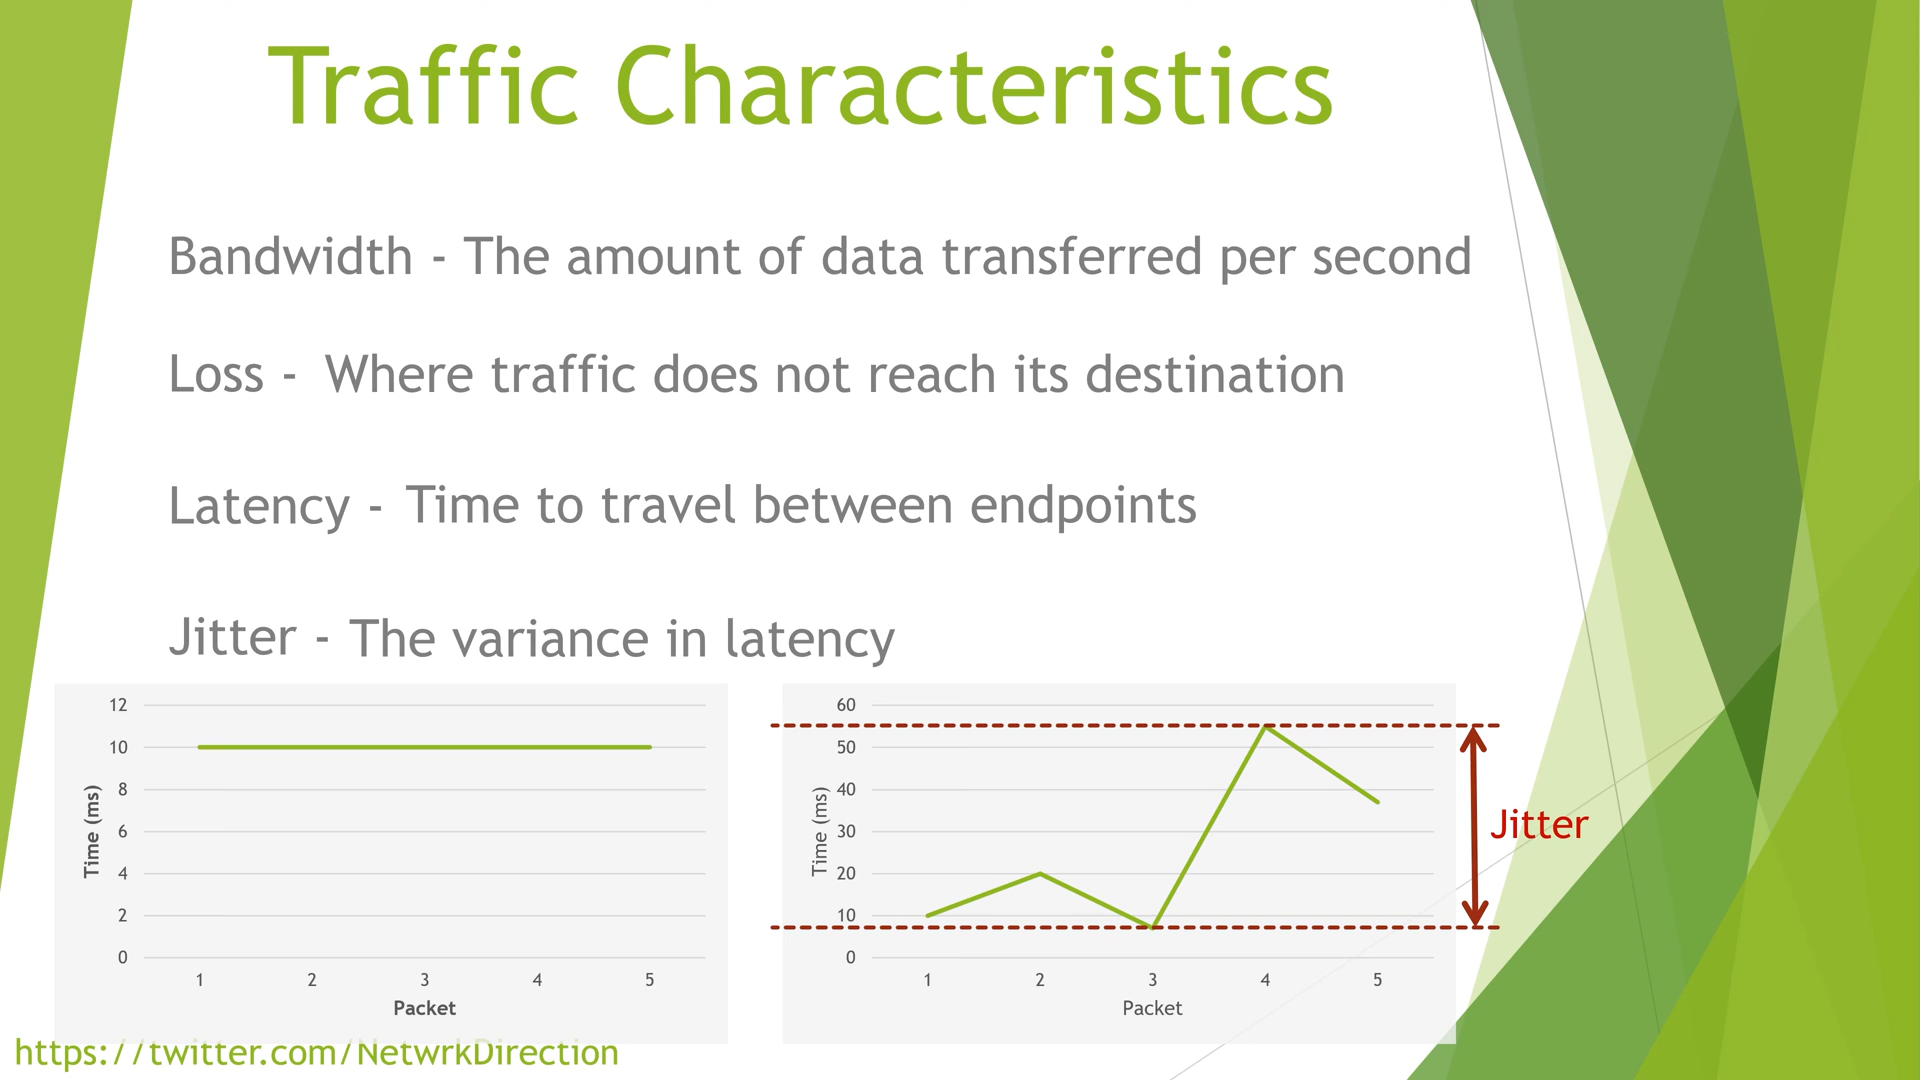 Traffic Characteristics
Bandwidth - The amount of data transferred per second
Loss - Where traffic does not reach its destination
Latency - Time to travel between endpoints
Jitter - The variance in latency
12
10
8
6
4
2
0
Time (ms)
1 2 3 4 5
Packet
60
50
40
30
20
10
0
Time (ms)
1 2 3 4 5
Packet
Jitter
https://twitter.com/NetwrkDirection